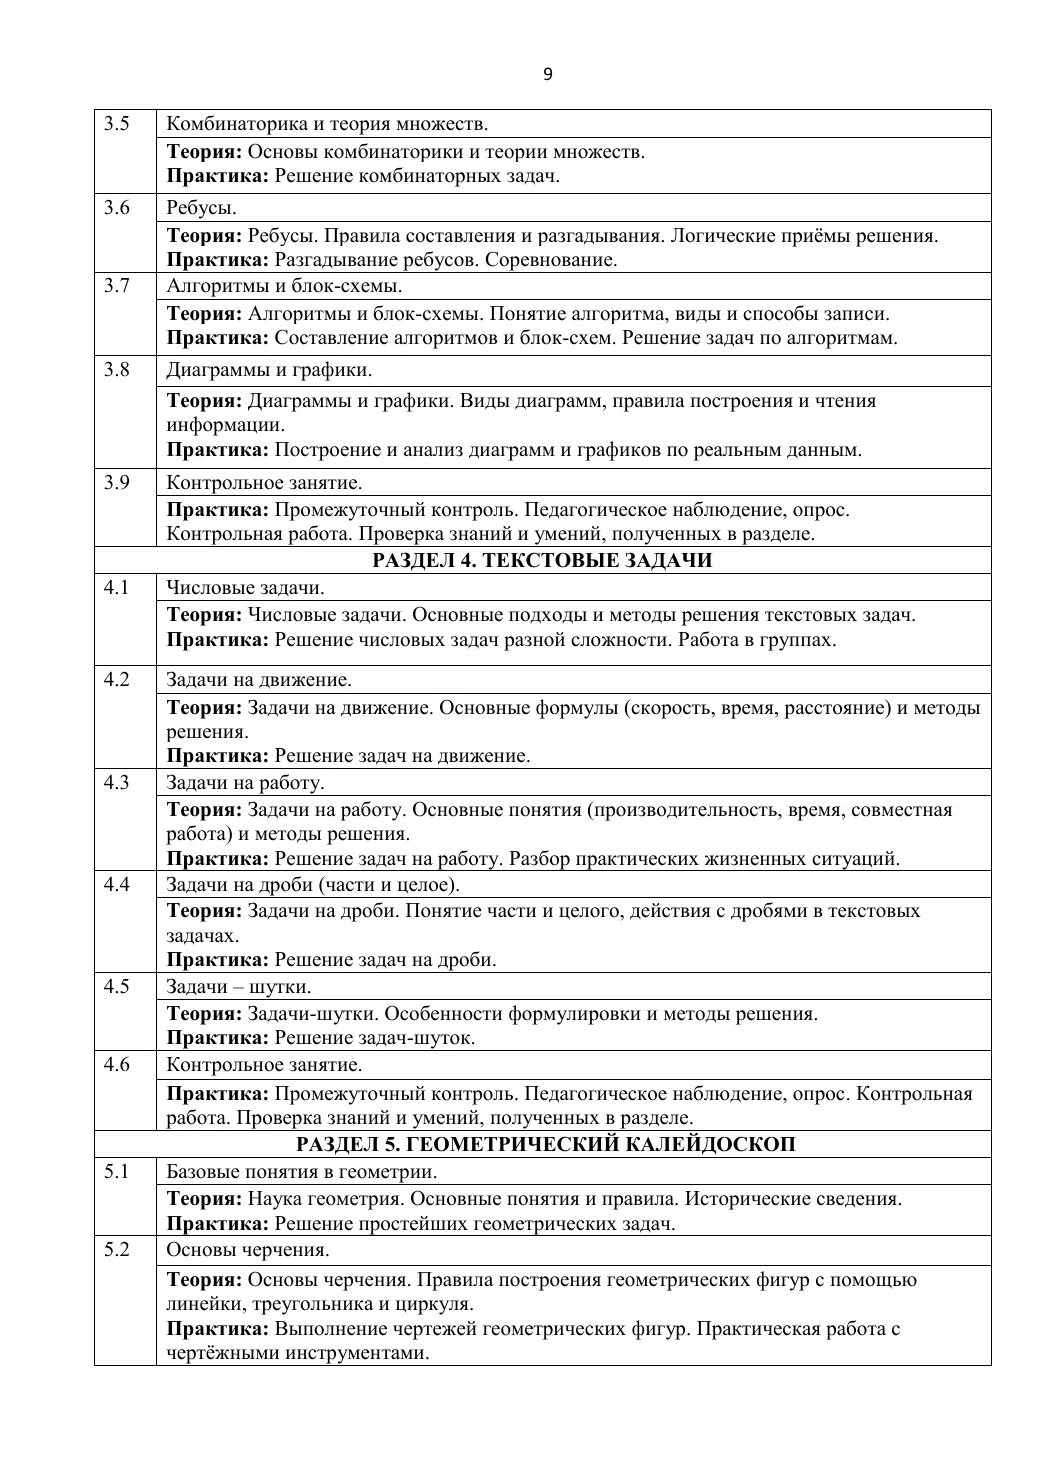 9
3.5 Комбинаторика и теория множеств.
Теория: Основы комбинаторики и теории множеств.
Практика: Решение комбинаторных задач.
3.6 Ребусы.
Теория: Ребусы. Правила составления и разгадывания. Логические приёмы решения.
Практика: Разгадывание ребусов. Соревнование.
3.7 Алгоритмы и блок-схемы.
Теория: Алгоритмы и блок-схемы. Понятие алгоритма, виды и способы записи.
Практика: Составление алгоритмов и блок-схем. Решение задач по алгоритмам.
3.8 Диаграммы и графики.
Теория: Диаграммы и графики. Виды диаграмм, правила построения и чтения
информации.
Практика: Построение и анализ диаграмм и графиков по реальным данным.
3.9 Контрольное занятие.
Практика: Промежуточный контроль. Педагогическое наблюдение, опрос.
Контрольная работа. Проверка знаний и умений, полученных в разделе.
РАЗДЕЛ 4. ТЕКСТОВЫЕ ЗАДАЧИ
4.1 Числовые задачи.
Теория: Числовые задачи. Основные подходы и методы решения текстовых задач.
Практика: Решение числовых задач разной сложности. Работа в группах.
4.2 Задачи на движение.
Теория: Задачи на движение. Основные формулы (скорость, время, расстояние) и методы
решения.
Практика: Решение задач на движение.
4.3 Задачи на работу.
Теория: Задачи на работу. Основные понятия (производительность, время, совместная
работа) и методы решения.
Практика: Решение задач на работу. Разбор практических жизненных ситуаций.
4.4 Задачи на дроби (части и целое).
Теория: Задачи на дроби. Понятие части и целого, действия с дробями в текстовых
задачах.
Практика: Решение задач на дроби.
4.5 Задачи – шутки.
Теория: Задачи-шутки. Особенности формулировки и методы решения.
Практика: Решение задач-шуток.
4.6 Контрольное занятие.
Практика: Промежуточный контроль. Педагогическое наблюдение, опрос. Контрольная
работа. Проверка знаний и умений, полученных в разделе.
РАЗДЕЛ 5. ГЕОМЕТРИЧЕСКИЙ КАЛЕЙДОСКОП
5.1 Базовые понятия в геометрии.
Теория: Наука геометрия. Основные понятия и правила. Исторические сведения.
Практика: Решение простейших геометрических задач.
5.2 Основы черчения.
Теория: Основы черчения. Правила построения геометрических фигур с помощью
линейки, треугольника и циркуля.
Практика: Выполнение чертежей геометрических фигур. Практическая работа с
чертёжными инструментами.